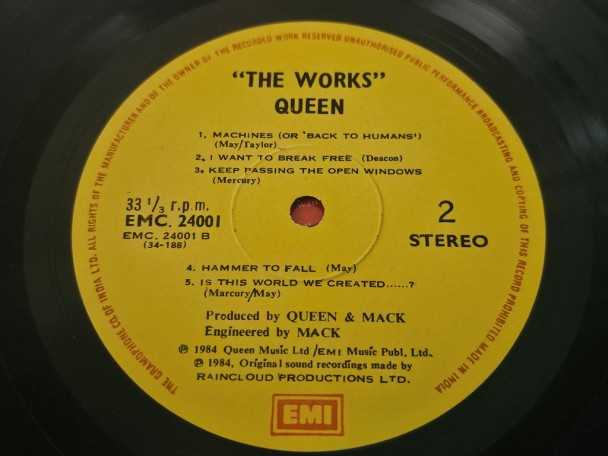 THE GRAMOPHONE CO. OF INDIA LTD. ALL RIGHTS OF THE MANUFACTURER AND OF THE OWNER OF THE RECORDED WORK RESERVED UNAUTHORISED PUBLIC PERFORMANCE BROADCASTING AND COPYING OF THIS RECORD PROHIBITED MADE IN INDIA
"THE WORKS"
QUEEN
1. MACHINES (OR 'BACK TO HUMANS')
(May/Taylor)
2. I WANT TO BREAK FREE (Deacon)
3. KEEP PASSING THE OPEN WINDOWS
(Mercury)
33 1/3 r.p.m.
EMC. 24001
EMC. 24001 B
(34-188)
2
STEREO
4. HAMMER TO FALL (May)
5. IS THIS WORLD WE CREATED......?
(Marcury/May)
Produced by QUEEN & MACK
Engineered by MACK
℗ 1984 Queen Music Ltd /EMI Music Publ, Ltd.
℗ 1984, Original sound recordings made by
RAINCLOUD PRODUCTIONS LTD.
EMI